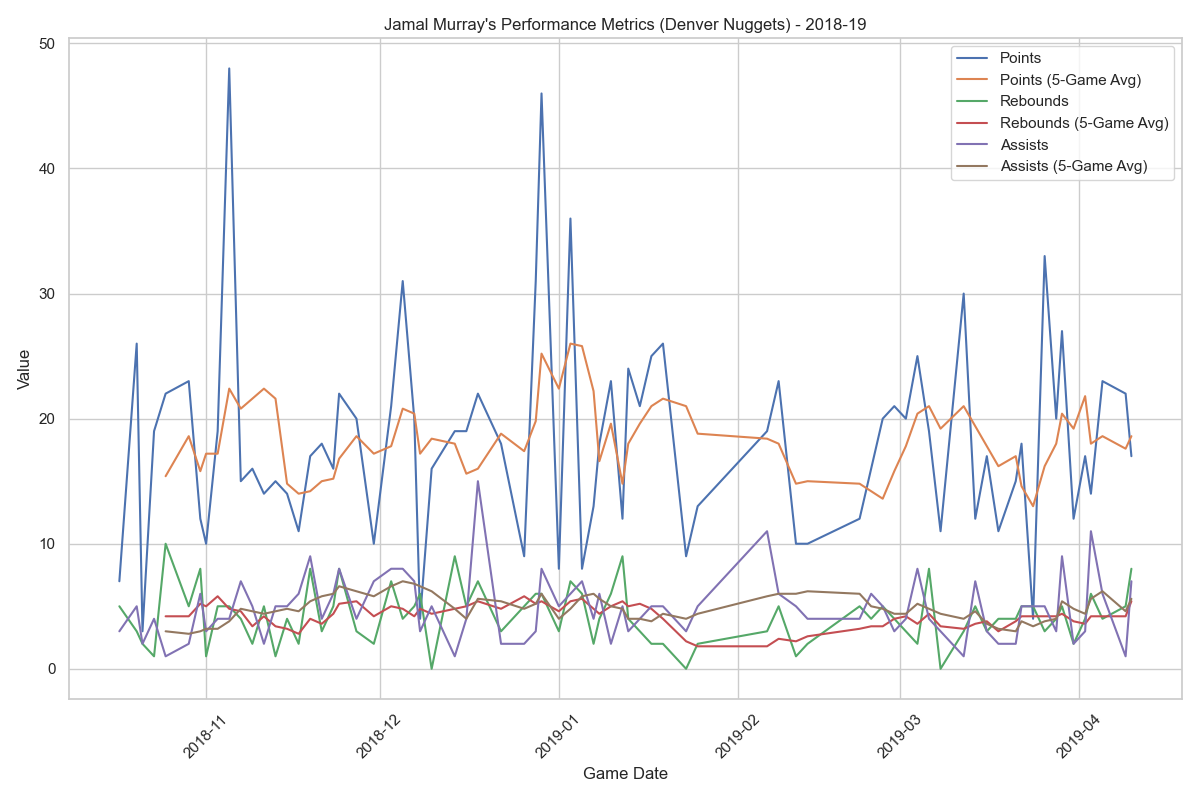 Jamal Murray's Performance Metrics (Denver Nuggets) - 2018-19
50
40
30
20
10
0
Value
Points
Points (5-Game Avg)
Rebounds
Rebounds (5-Game Avg)
Assists
Assists (5-Game Avg)
2018-11
2018-12
2019-01
2019-02
2019-03
2019-04
Game Date